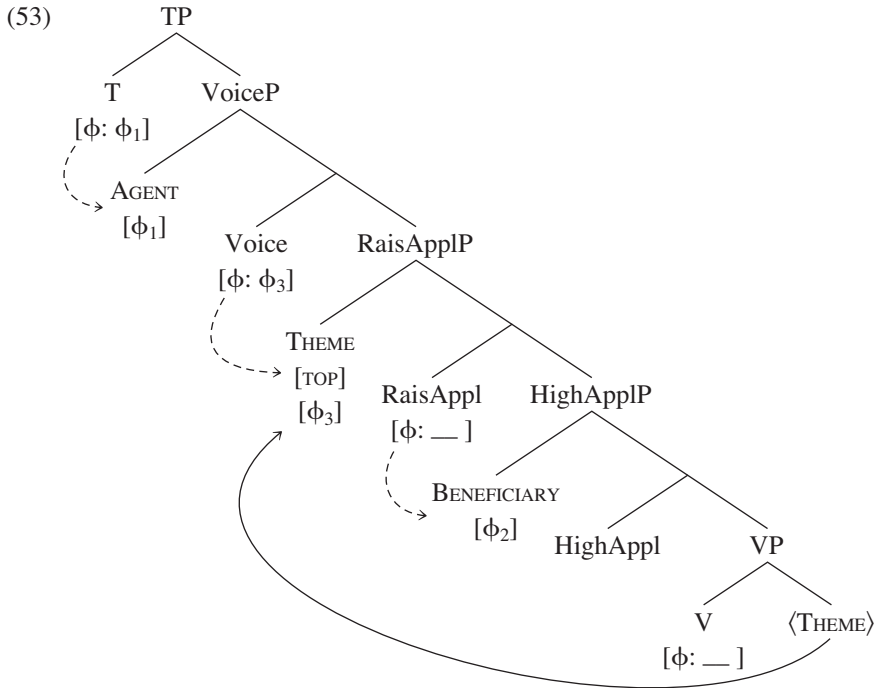 (53) TP
T VoiceP
[ϕ: ϕ₁]
AGENT
[ϕ₁]
Voice RaisApplP
[ϕ: ϕ₃]
THEME
[TOP] RaisAppl HighApplP
[ϕ₃] [ϕ: __ ]
BENEFICIARY
[ϕ₂]
HighAppl VP
V ⟨THEME⟩
[ϕ: __ ]